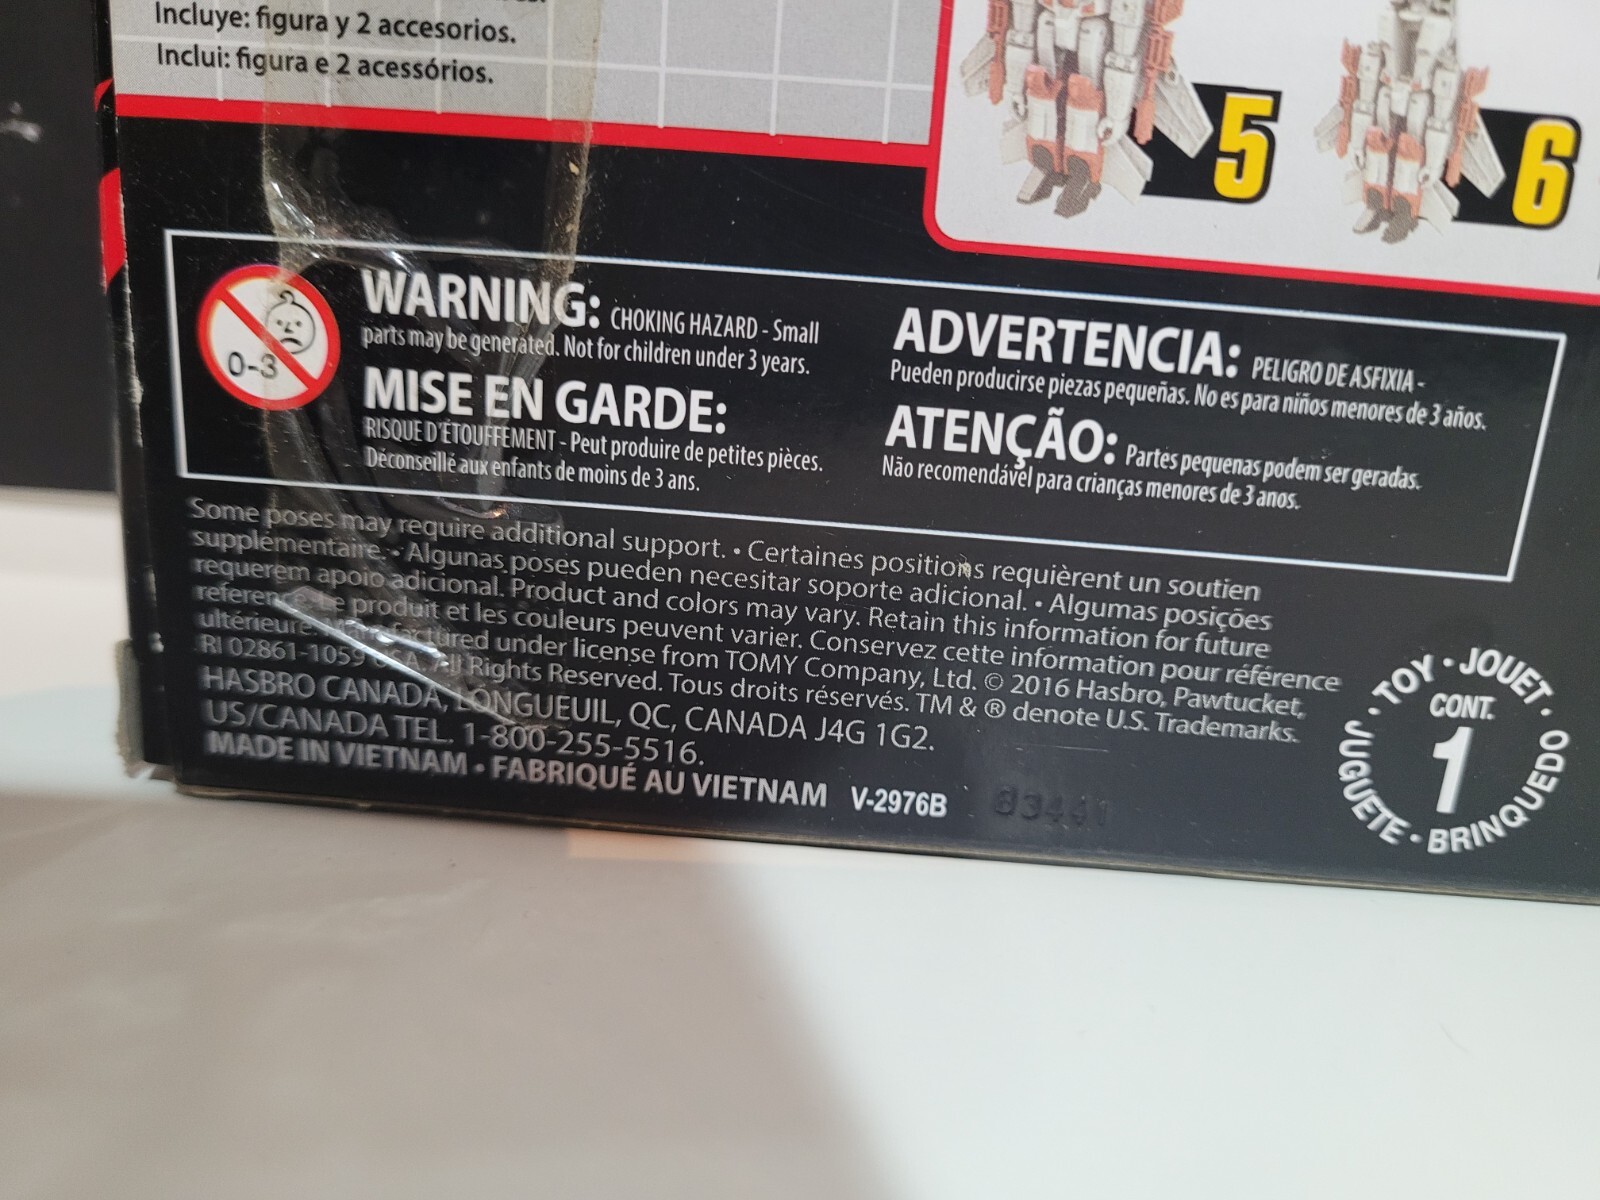 Incluye: figura y 2 accesorios.
Inclui: figura e 2 acessórios.
5
6
0-3
WARNING: CHOKING HAZARD - Small
parts may be generated. Not for children under 3 years.
MISE EN GARDE:
RISQUE D'ÉTOUFFEMENT - Peut produire de petites pièces.
Déconseillé aux enfants de moins de 3 ans.
ADVERTENCIA: PELIGRO DE ASFIXIA -
Pueden producirse piezas pequeñas. No es para niños menores de 3 años.
ATENÇÃO: Partes pequenas podem ser geradas.
Não recomendável para crianças menores de 3 anos.
Some poses may require additional support. • Certaines positions requièrent un soutien
supplémentaire. • Algunas poses pueden necesitar soporte adicional. • Algumas posições
requerem apoio adicional. Product and colors may vary. Retain this information for future
reference. Le produit et les couleurs peuvent varier. Conservez cette information pour référence
ultérieure. Manufactured under license from TOMY Company, Ltd. © 2016 Hasbro, Pawtucket,
RI 02861-1059 USA. All Rights Reserved. Tous droits réservés. TM & ® denote U.S. Trademarks.
HASBRO CANADA, LONGUEUIL, QC, CANADA J4G 1G2.
US/CANADA TEL. 1-800-255-5516.
MADE IN VIETNAM • FABRIQUÉ AU VIETNAM V-2976B 83441
TOY • JOUET • BRINQUEDO • JUGUETE •
CONT.
1